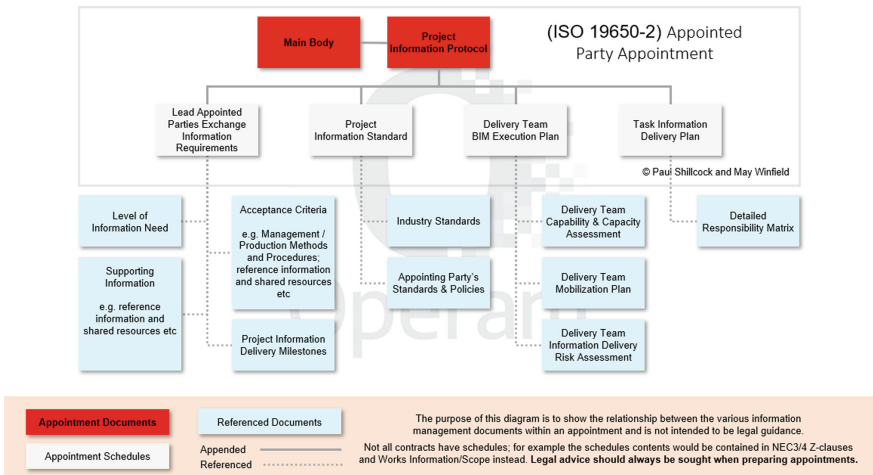 (ISO 19650-2) Appointed
Party Appointment
Main Body
Project
Information Protocol
Lead Appointed
Parties Exchange
Information
Requirements
Project
Information Standard
Delivery Team
BIM Execution Plan
Task Information
Delivery Plan
© Paul Shillcock and May Winfield
Level of
Information Need
Supporting
Information
e.g. reference
information and
shared resources etc
Acceptance Criteria
e.g. Management /
Production Methods
and Procedures;
reference information
and shared resources
etc
Project Information
Delivery Milestones
Industry Standards
Appointing Party's
Standards & Policies
Delivery Team
Capability & Capacity
Assessment
Delivery Team
Mobilization Plan
Delivery Team
Information Delivery
Risk Assessment
Detailed
Responsibility Matrix
Operam
Appointment Documents
Referenced Documents
Appointment Schedules
Appended
Referenced
The purpose of this diagram is to show the relationship between the various information
management documents within an appointment and is not intended to be legal guidance.
Not all contracts have schedules; for example the schedules contents would be contained in NEC3/4 Z-clauses
and Works Information/Scope instead. Legal advice should always be sought when preparing appointments.